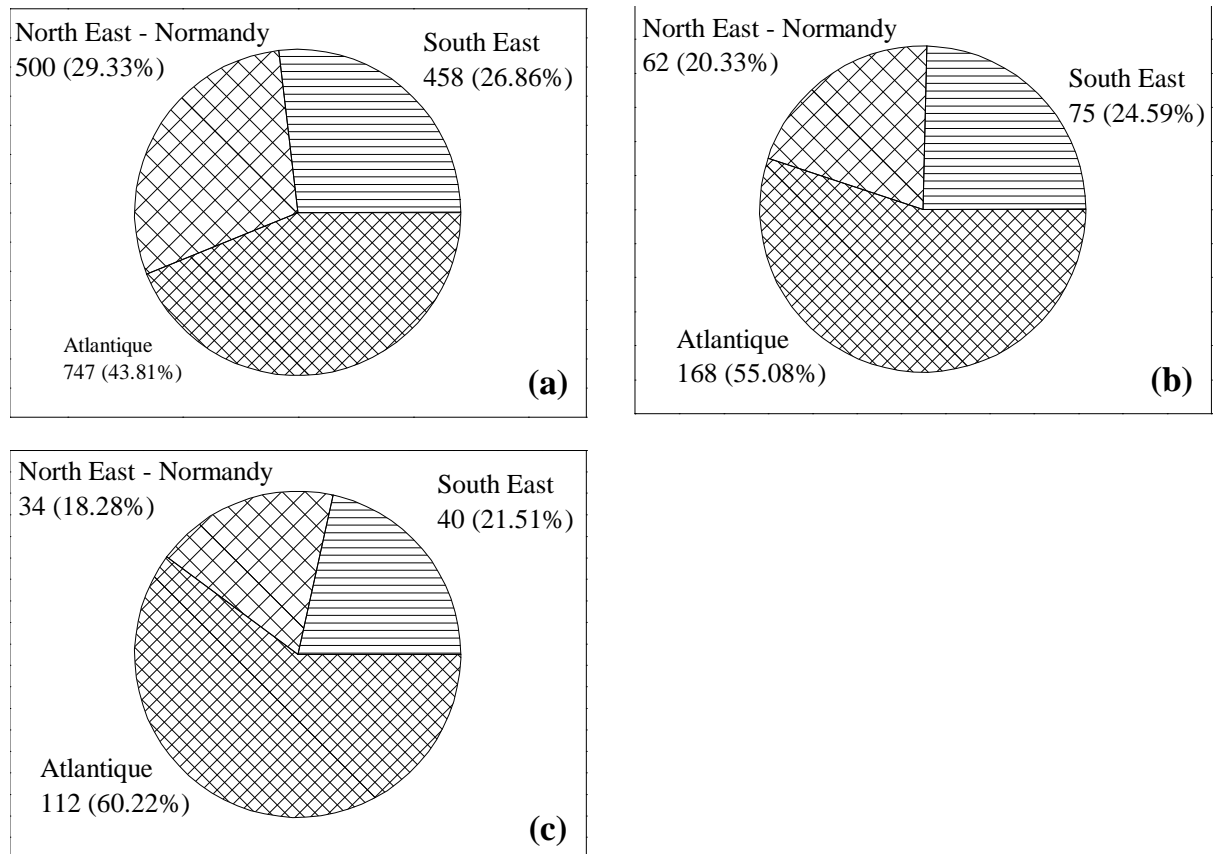 North East - Normandy
500 (29.33%)
South East
458 (26.86%)
Atlantique
747 (43.81%)
(a)
North East - Normandy
62 (20.33%)
South East
75 (24.59%)
Atlantique
168 (55.08%)
(b)
North East - Normandy
34 (18.28%)
South East
40 (21.51%)
Atlantique
112 (60.22%)
(c)